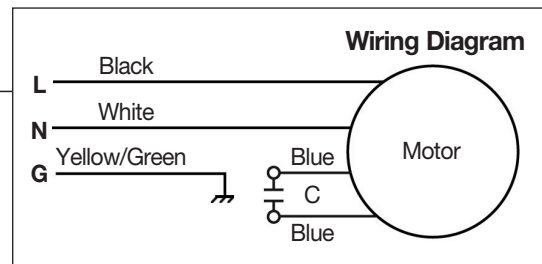 Wiring Diagram
L Black
N White
G Yellow/Green
Blue
C
Blue
Motor